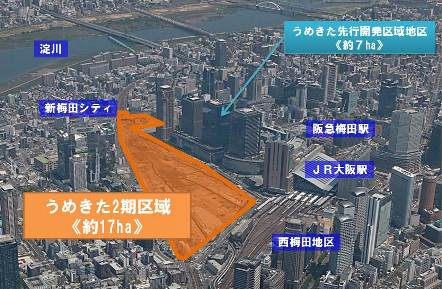 うめきた先行開発区域地区
《約7ha》
淀川
新梅田シティ
阪急梅田駅
JR大阪駅
うめきた2期区域
《約17ha》
西梅田地区